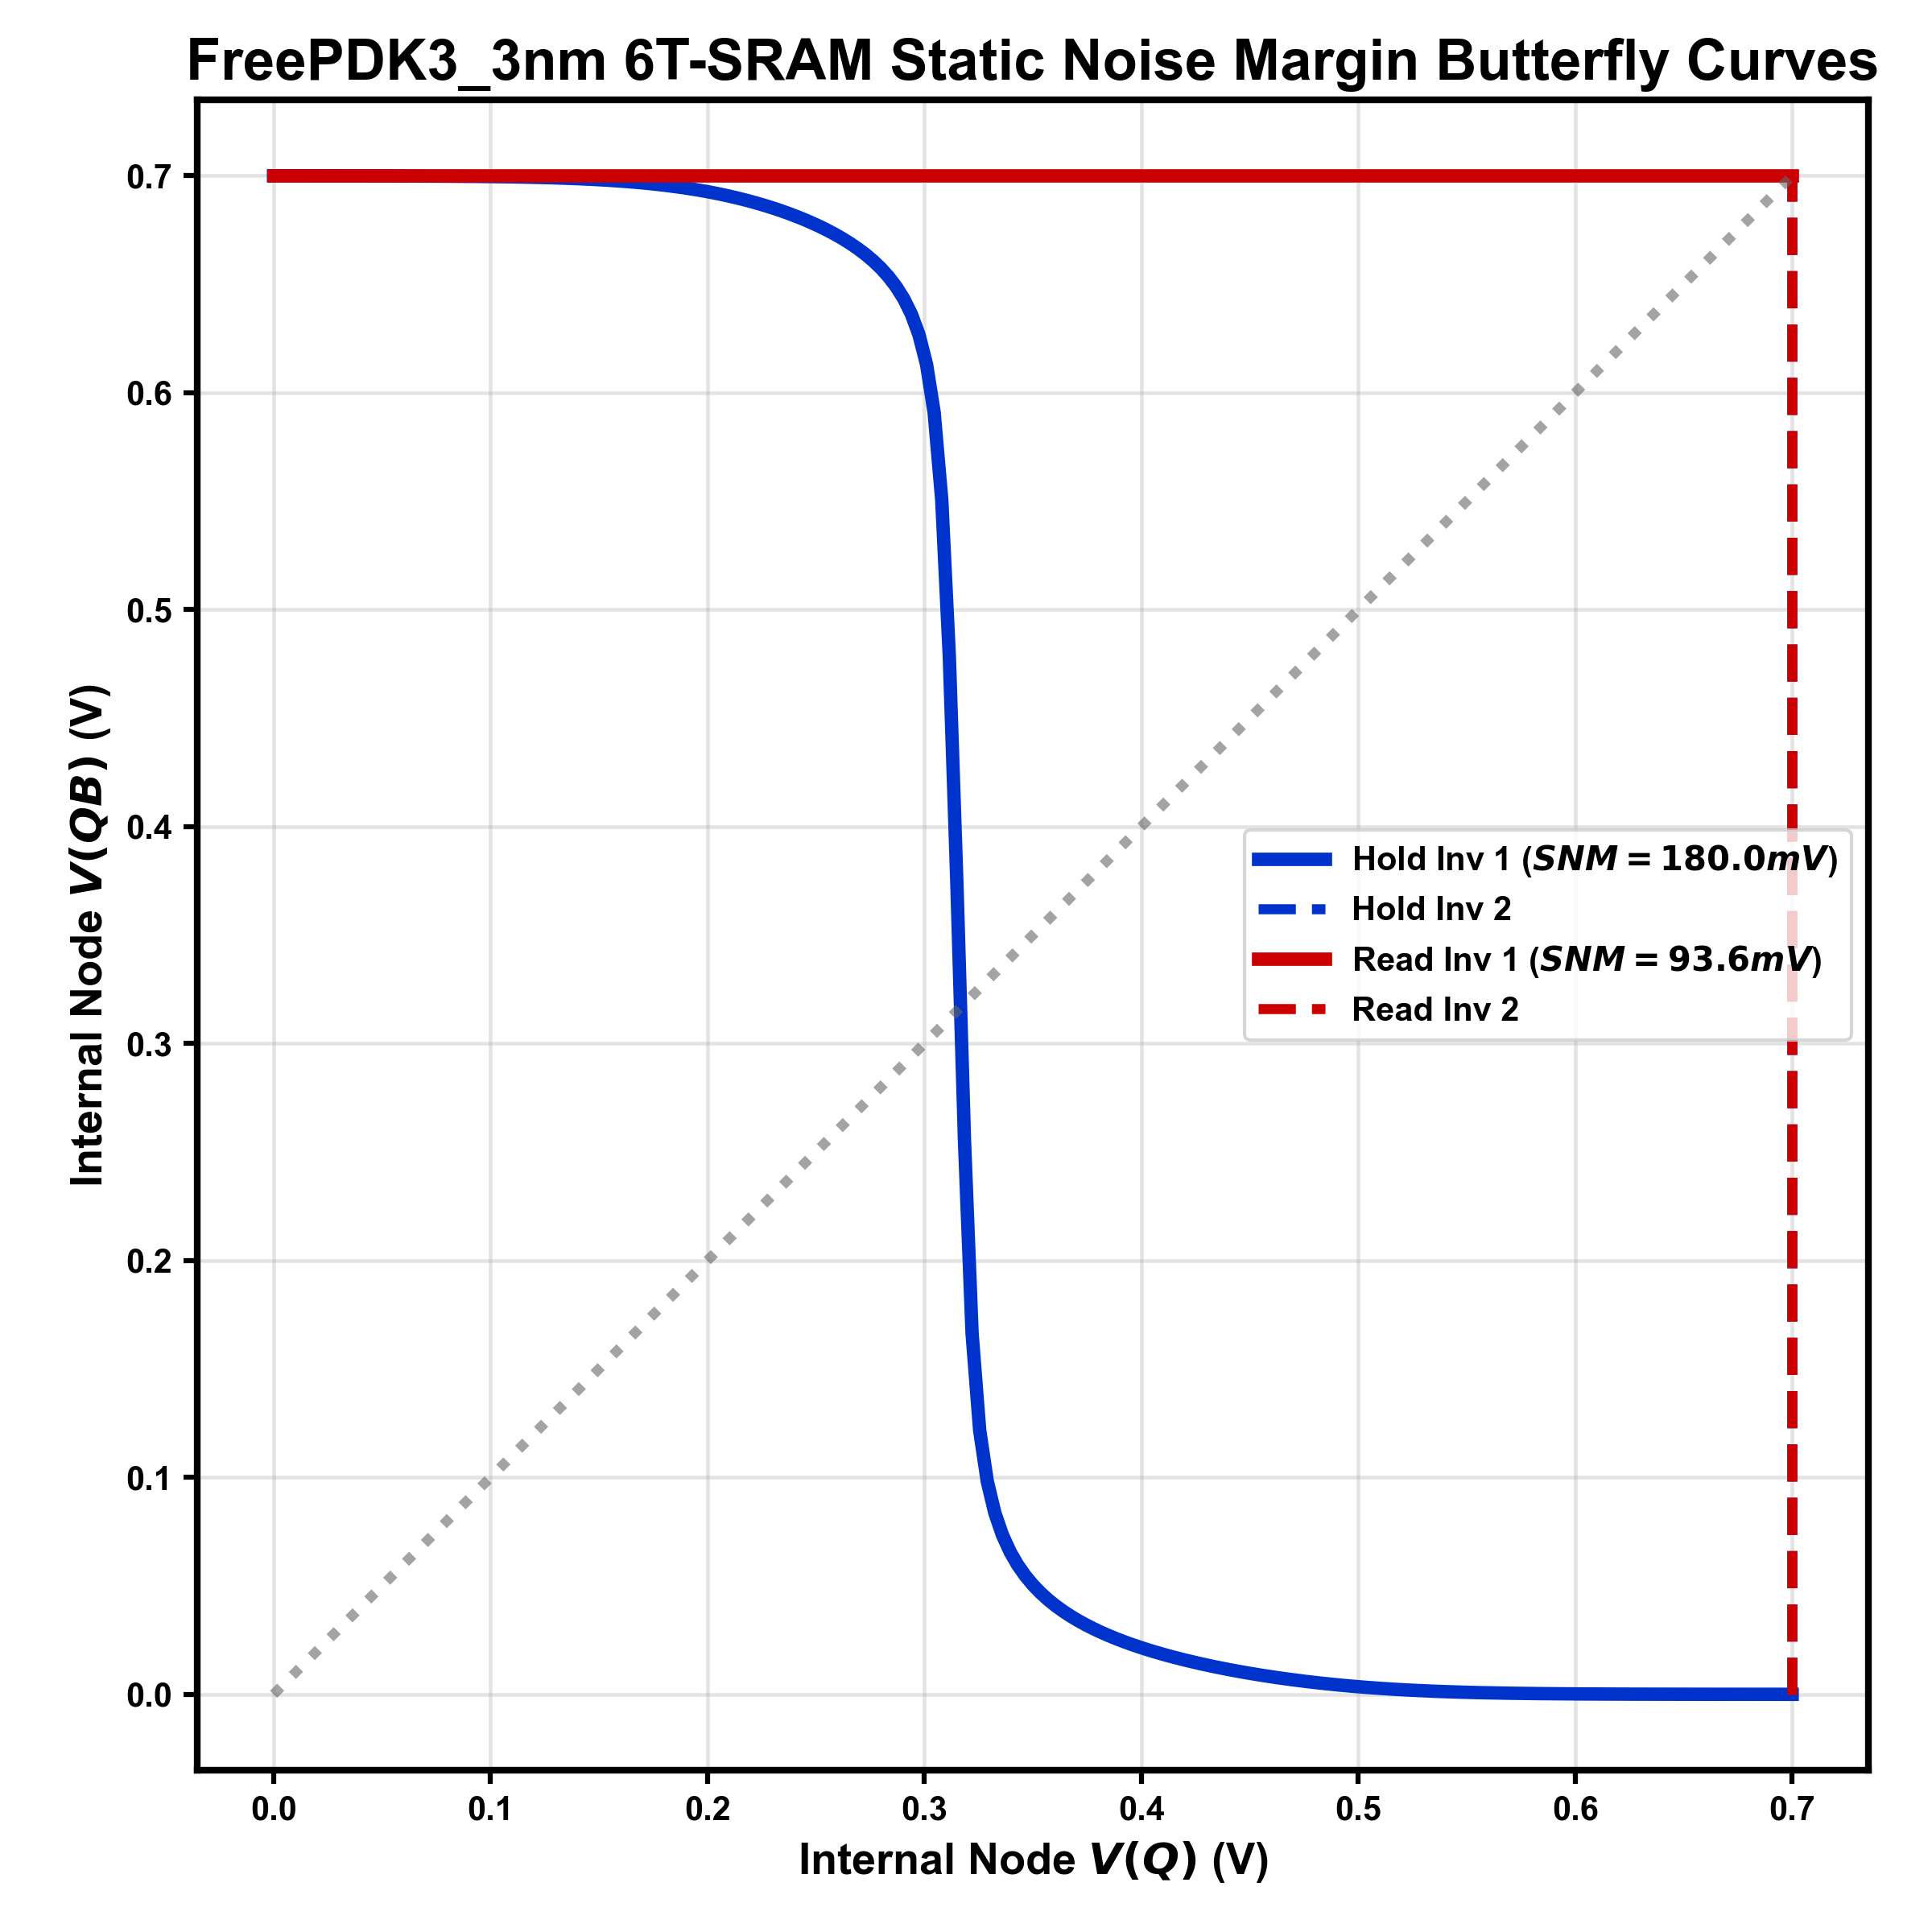 FreePDK3_3nm 6T-SRAM Static Noise Margin Butterfly Curves
Internal Node V(QB) (V)
0.7
0.6
0.5
0.4
0.3
0.2
0.1
0.0
Hold Inv 1 (SNM = 180.0mV)
Hold Inv 2
Read Inv 1 (SNM = 93.6mV)
Read Inv 2
0.0 0.1 0.2 0.3 0.4 0.5 0.6 0.7
Internal Node V(Q) (V)